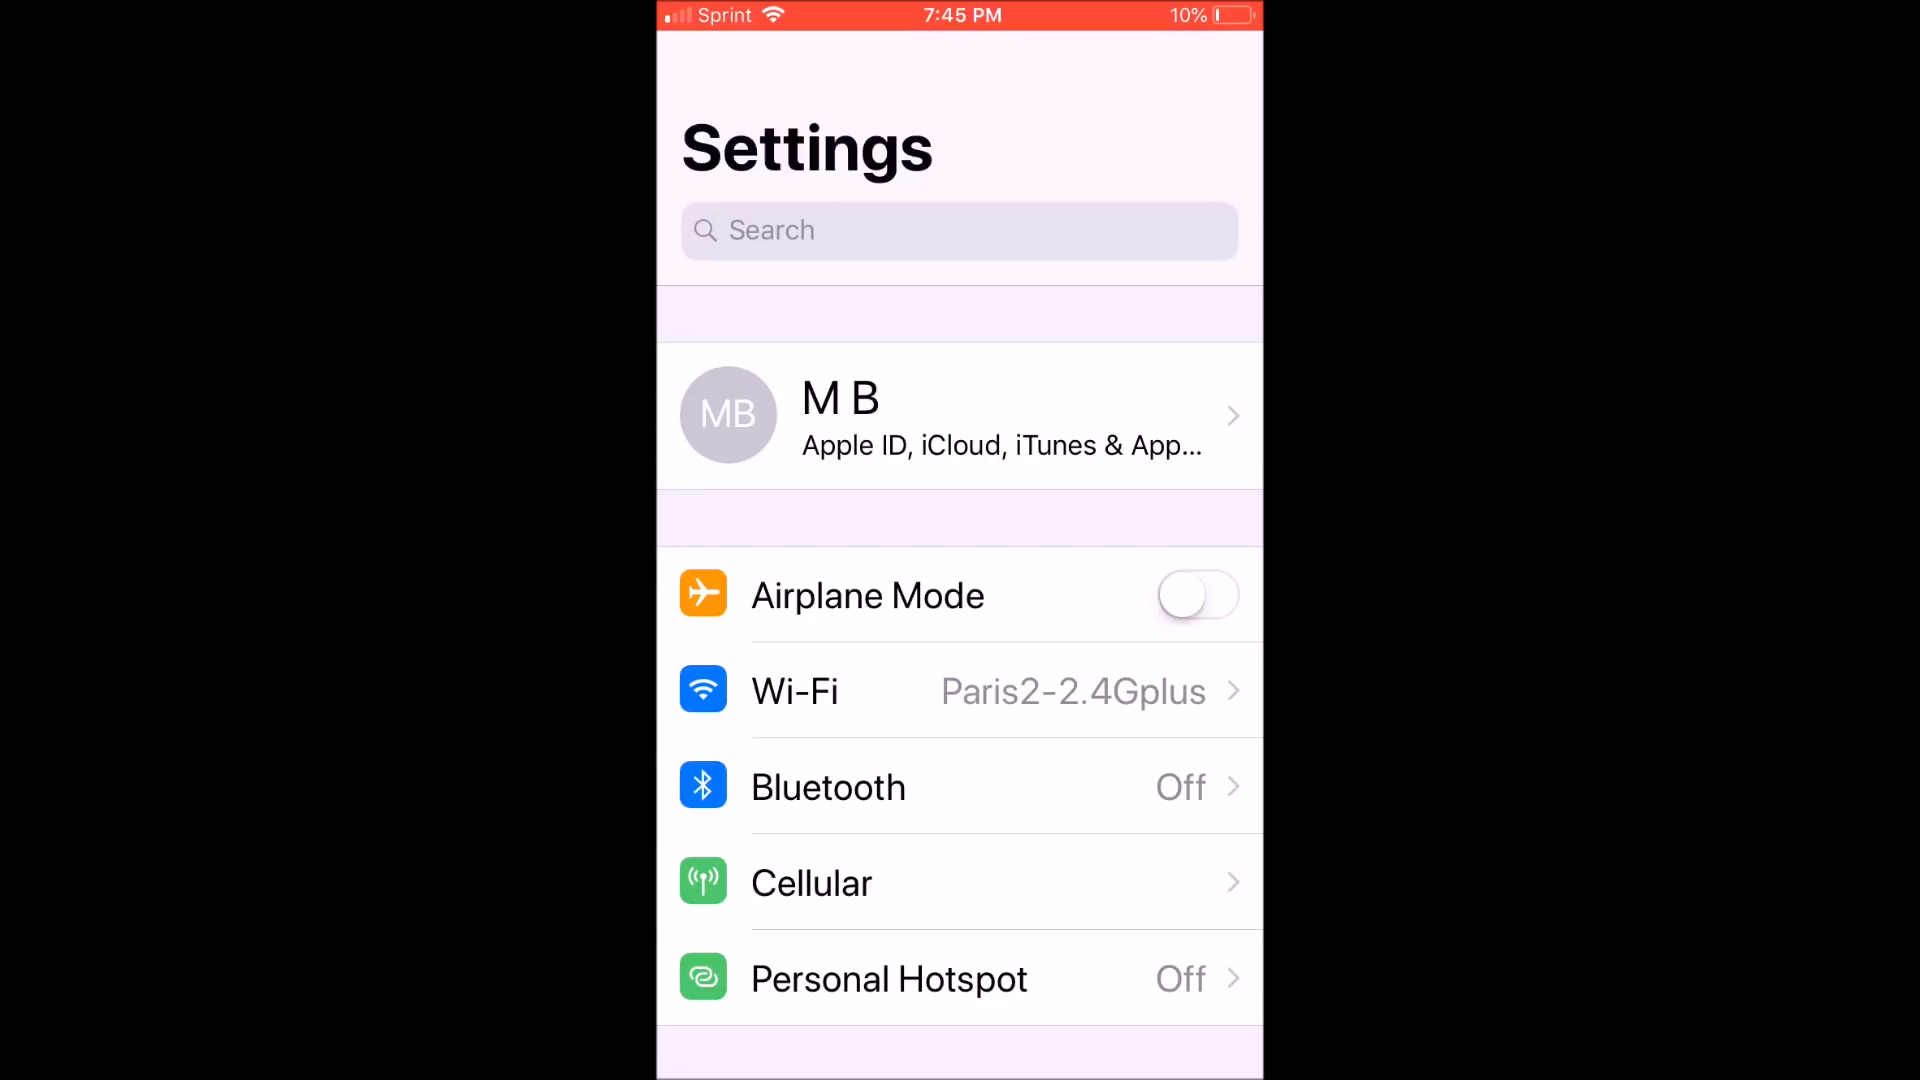 Sprint 7:45 PM 10%
Settings
Search
MB
M B
Apple ID, iCloud, iTunes & App...
Airplane Mode
Wi-Fi Paris2-2.4Gplus
Bluetooth Off
Cellular
Personal Hotspot Off